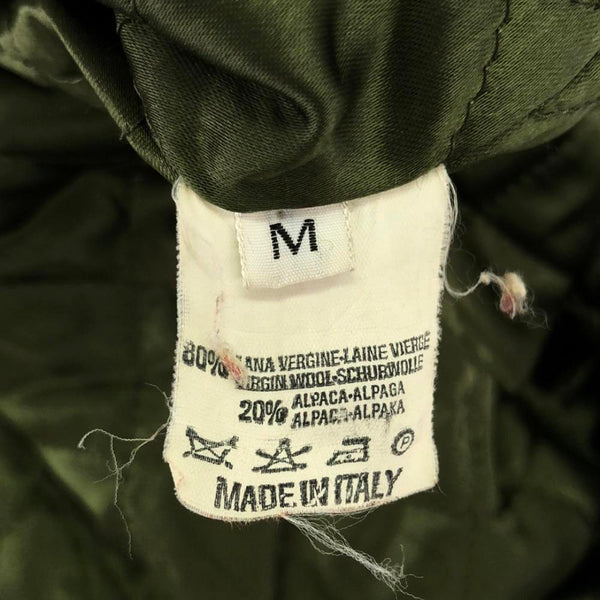 M
80% LANA VERGINE-LAINE VIERGE
VIRGIN WOOL-SCHURWOLLE
20% ALPACA-ALPAGA
ALPACA-ALPAKA
P
MADE IN ITALY